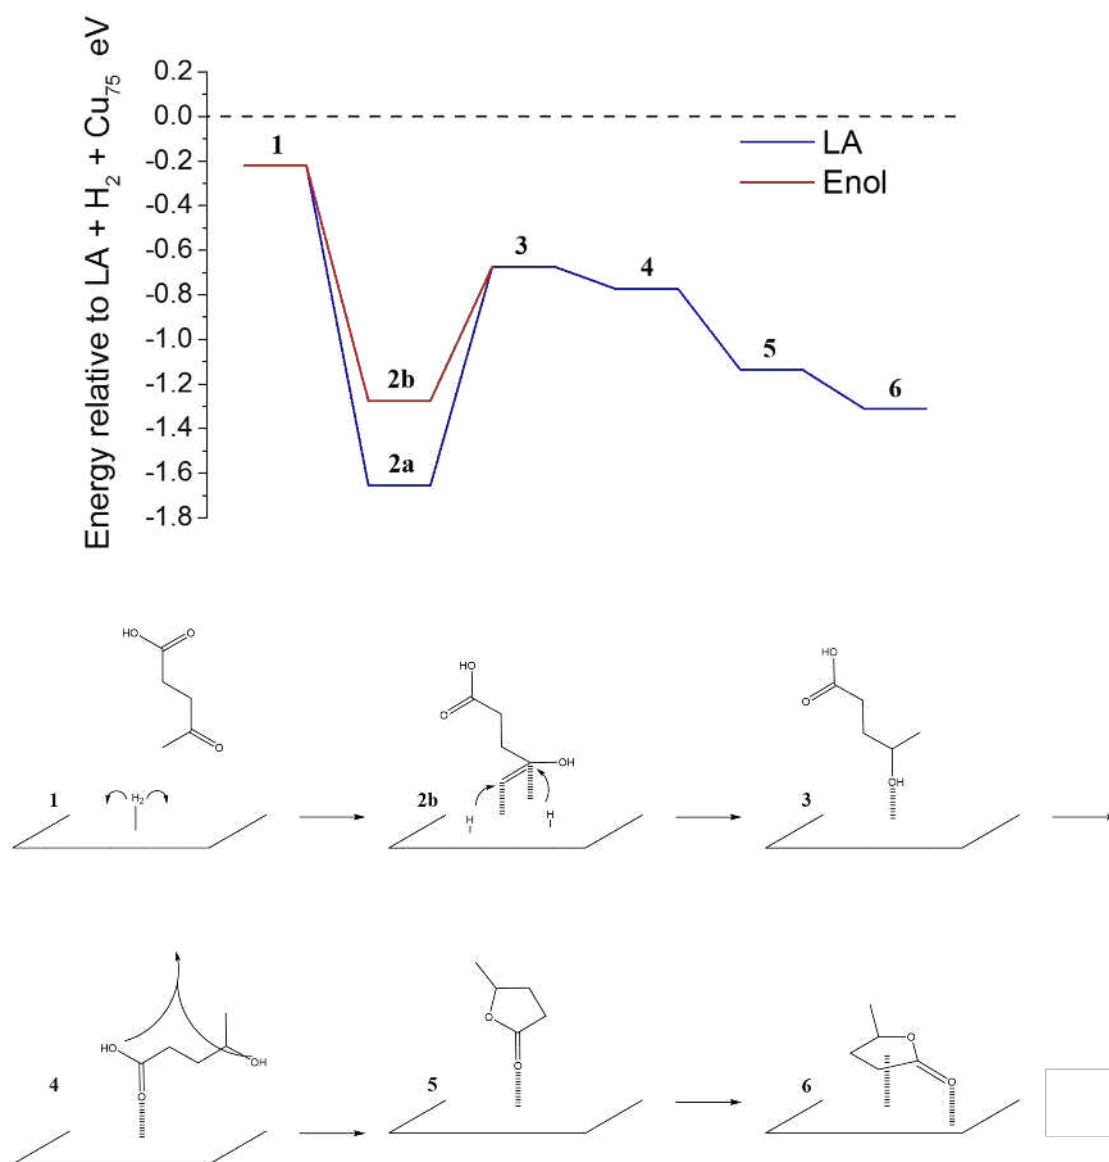 Energy relative to LA + H2 + Cu75 eV
0.2
0.0
-0.2
-0.4
-0.6
-0.8
-1.0
-1.2
-1.4
-1.6
-1.8
1
2b
2a
3
4
5
6
LA
Enol
HO
O
O
H2
1
HO
O
OH
H
H
2b
HO
O
OH
3
HO
O
OH
4
O
O
5
O
O
6